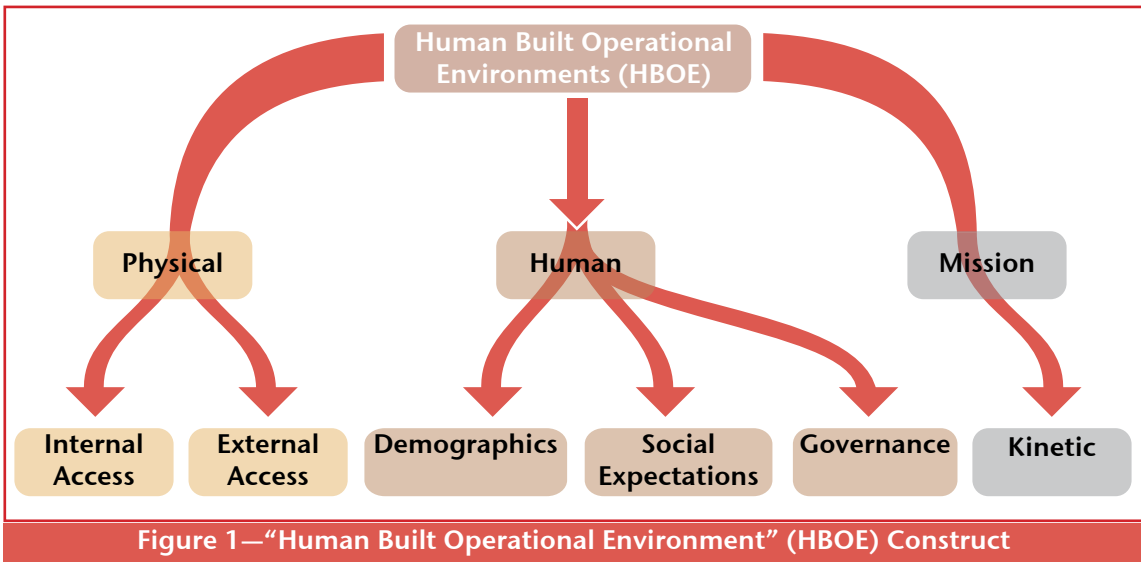 Human Built Operational
Environments (HBOE)
Physical
Human
Mission
Internal
Access
External
Access
Demographics
Social
Expectations
Governance
Kinetic
Figure 1—“Human Built Operational Environment” (HBOE) Construct